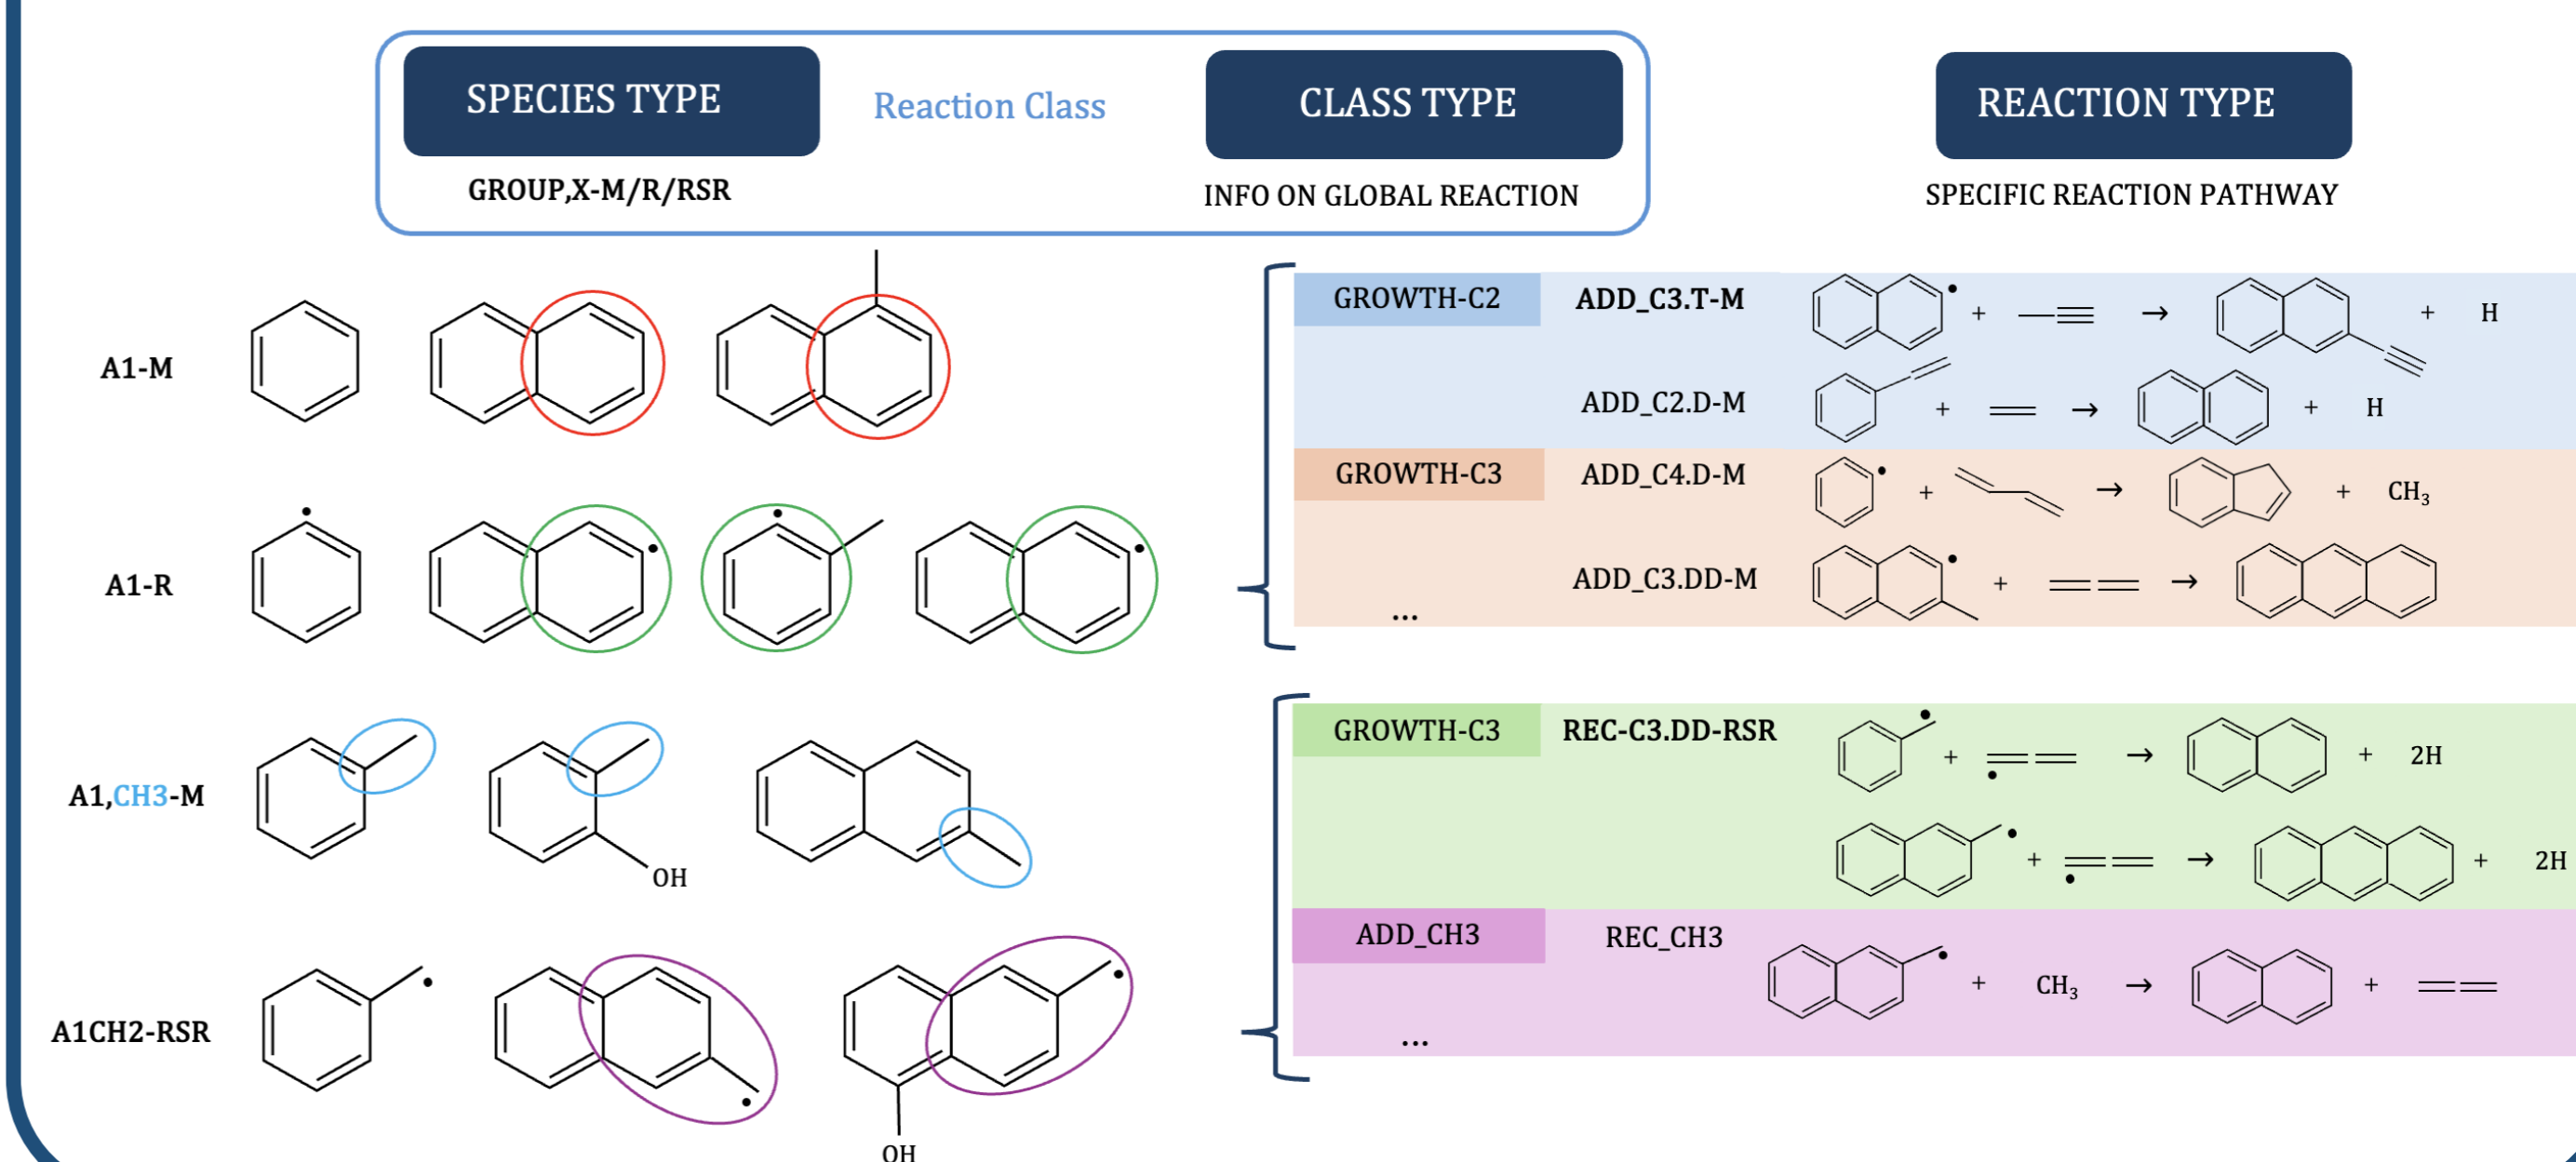 SPECIES TYPE
Reaction Class
CLASS TYPE
REACTION TYPE
GROUP,X-M/R/RSR
INFO ON GLOBAL REACTION
SPECIFIC REACTION PATHWAY
A1-M
A1-R
A1,CH3-M
OH
A1CH2-RSR
OH
GROWTH-C2
ADD_C3.T-M
+ → + H
ADD_C2.D-M
+ → + H
GROWTH-C3
ADD_C4.D-M
+ → + CH₃
ADD_C3.DD-M
+ →
...
GROWTH-C3
REC-C3.DD-RSR
+ → + 2H
+ → + 2H
ADD_CH3
REC_CH3
+ CH₃ → +
...